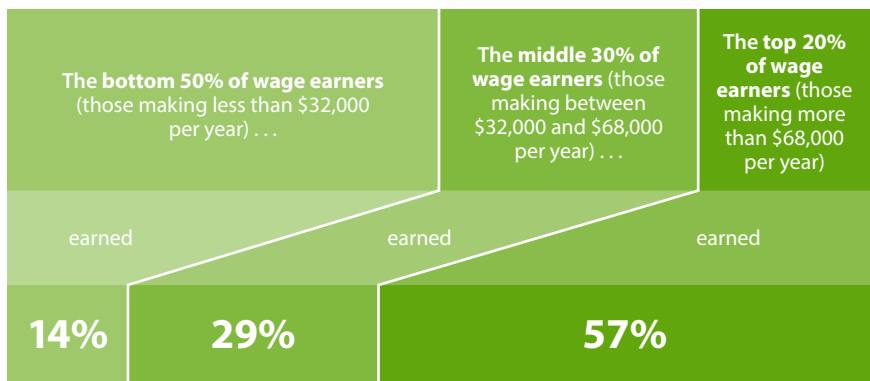 The bottom 50% of wage earners
(those making less than $32,000
per year) . . .
The middle 30% of
wage earners (those
making between
$32,000 and $68,000
per year) . . .
The top 20%
of wage
earners (those
making more
than $68,000
per year)
earned
earned
earned
14%
29%
57%